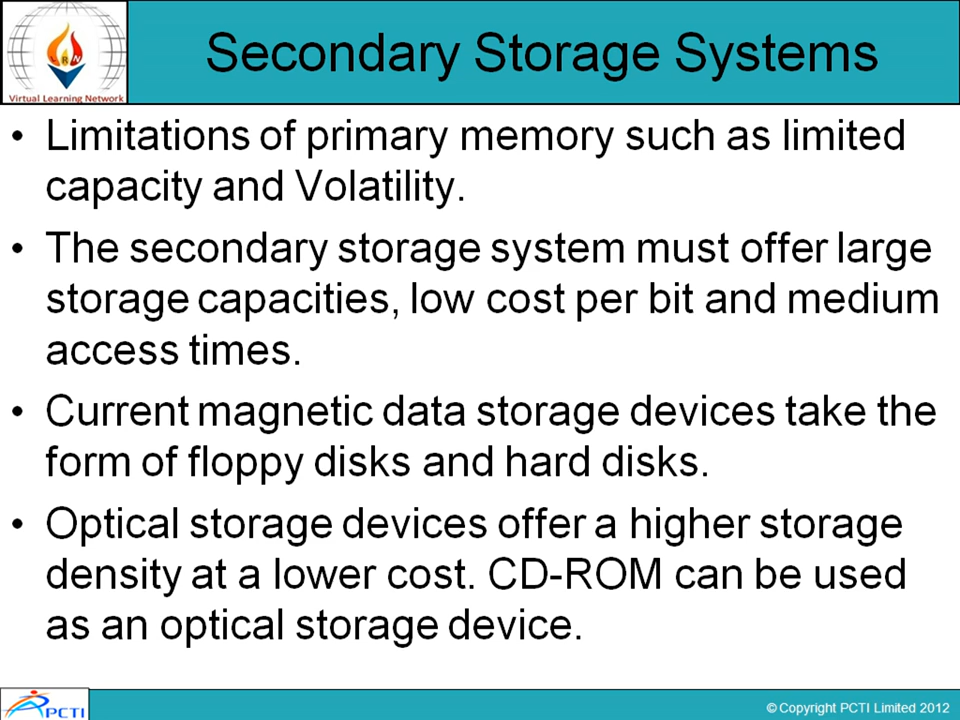 RN
Virtual Learning Network
Secondary Storage Systems
• Limitations of primary memory such as limited
capacity and Volatility.
• The secondary storage system must offer large
storage capacities, low cost per bit and medium
access times.
• Current magnetic data storage devices take the
form of floppy disks and hard disks.
• Optical storage devices offer a higher storage
density at a lower cost. CD-ROM can be used
as an optical storage device.
PCTI
© Copyright PCTI Limited 2012